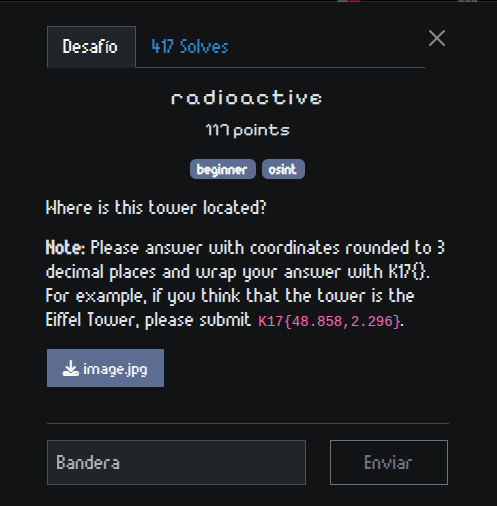 Desafío
417 Solves
radioactive
117 points
beginner
osint
Where is this tower located?
Note: Please answer with coordinates rounded to 3
decimal places and wrap your answer with K17{}.
For example, if you think that the tower is the
Eiffel Tower, please submit K17{48.858,2.296}.
image.jpg
Bandera
Enviar